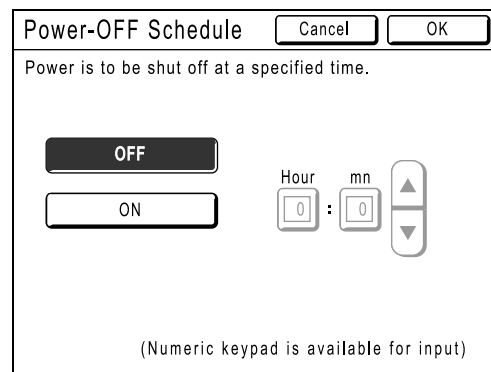 Power-OFF Schedule Cancel OK
Power is to be shut off at a specified time.
OFF
Hour mn
ON 0 : 0
(Numeric keypad is available for input)